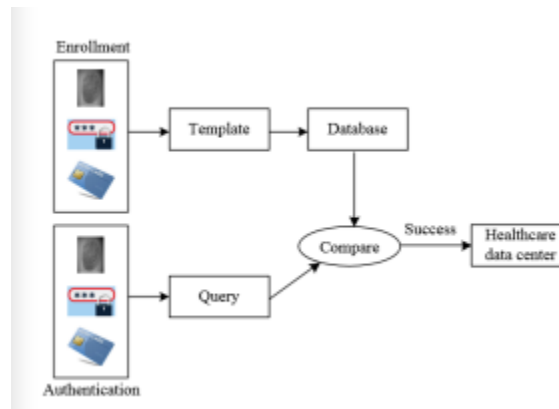 Enrollment
***
Template
Database
Compare
Success
Healthcare
data center
***
Query
Authentication